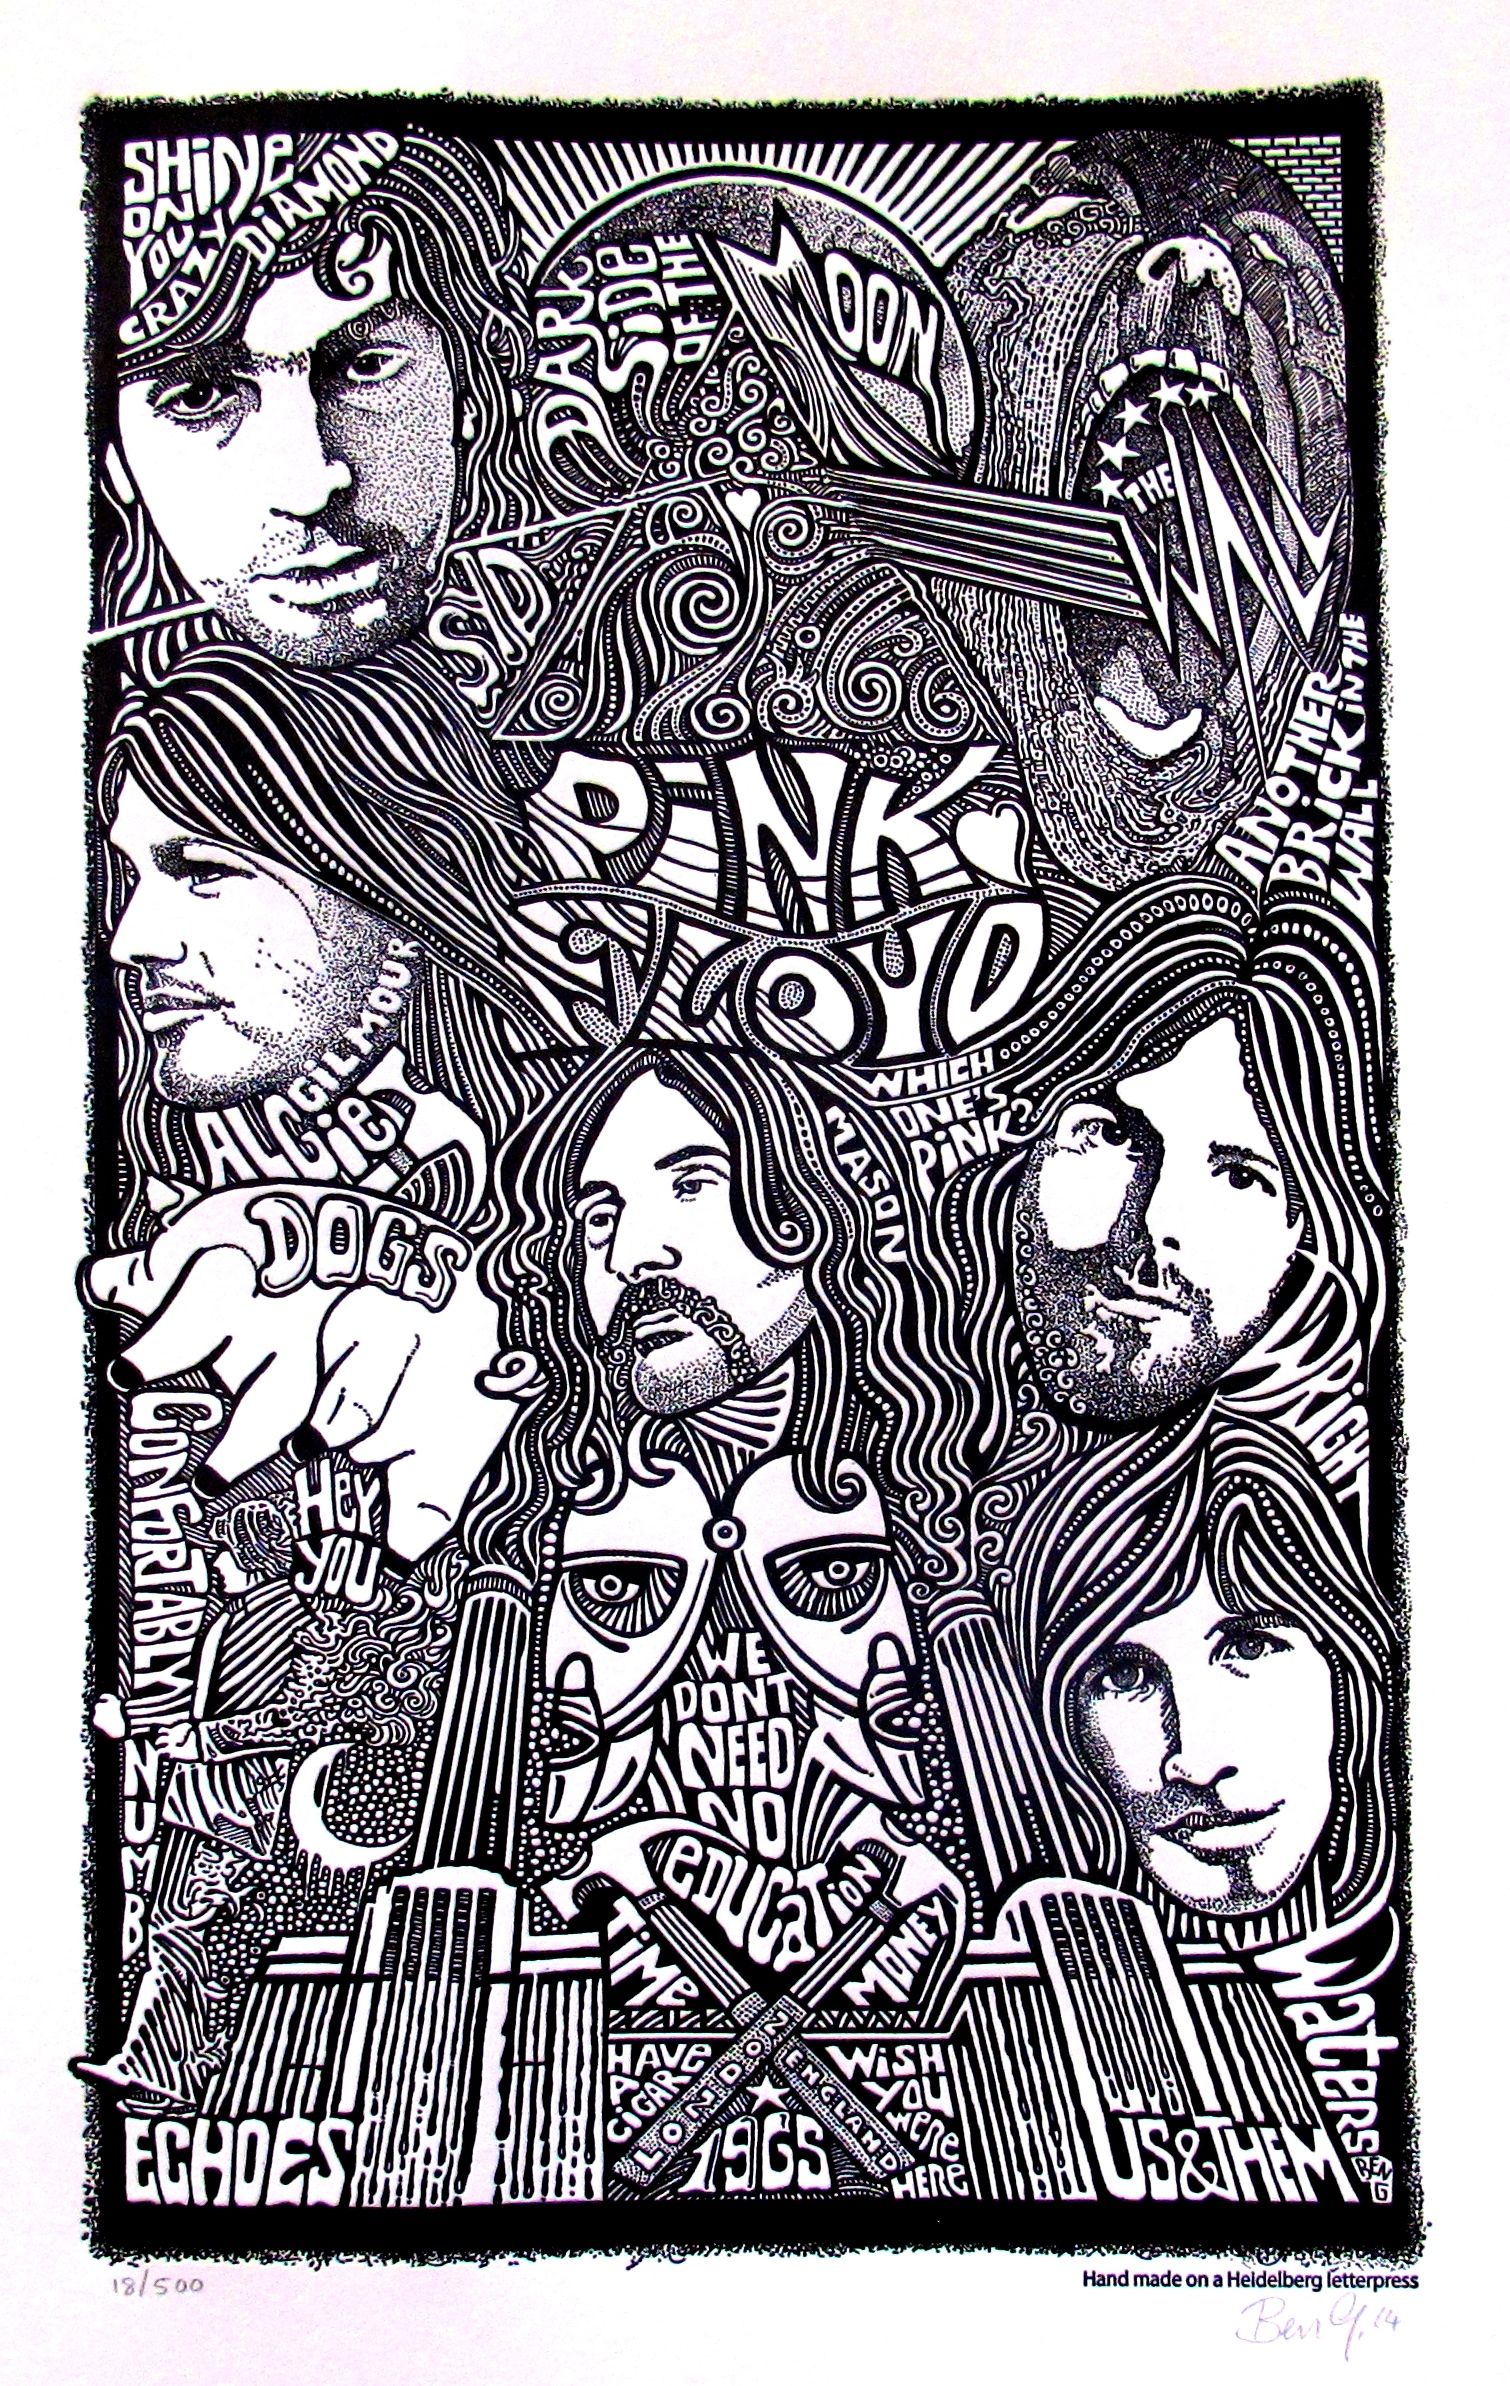 SHiNe
ON
YOU
CRAZY
DiAMOND
DARK
SiDe
OF THE
MOON
THE
WALL
SYD
ANOTHER
BRiCK iN THE
WALL
PiNK
FLOYD
GILMOUR
ALGie
WHICH
ONE'S
PiNK?
MASON
DOGS
WRiGHT
COMFRTABLY
NUMB
HeY
YOU
WE
DONT
NEED
NO
eDUCATiON
TiMe
MONeY
WateRS
HAVe
A
CiGAR
LONDON
ENGLAND
WiSH
YOU
WeRe
HeRe
1965
ECHOES
US & THEM
BEN
G
18/500
Hand made on a Heidelberg letterpress
Ben G. '14